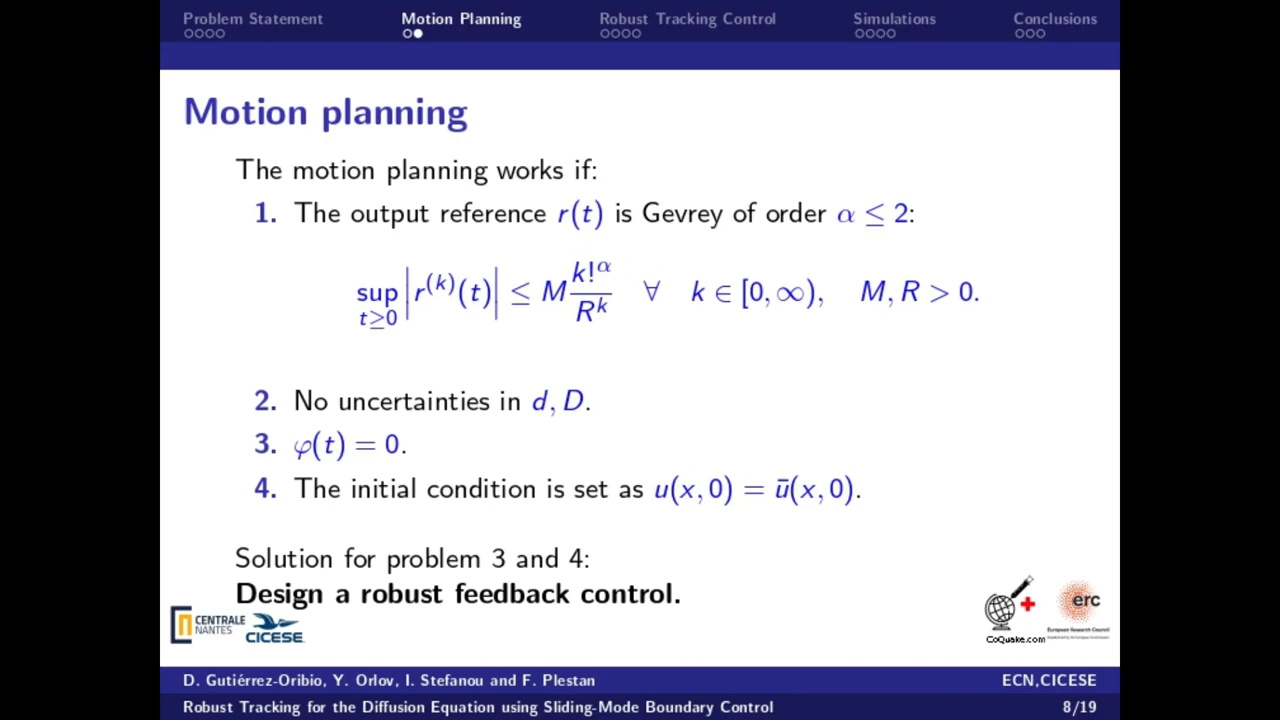 Problem Statement Motion Planning Robust Tracking Control Simulations Conclusions
Motion planning
The motion planning works if:
1. The output reference r(t) is Gevrey of order α ≤ 2:
sup_{t≥0} |r^{(k)}(t)| ≤ M k!^α / R^k ∀ k ∈ [0, ∞), M, R > 0.
2. No uncertainties in d, D.
3. φ(t) = 0.
4. The initial condition is set as u(x, 0) = ū(x, 0).
Solution for problem 3 and 4:
Design a robust feedback control.
CENTRALE
NANTES
CICESE
CoQuake.com
erc
European Research Council
D. Gutiérrez-Oribio, Y. Orlov, I. Stefanou and F. Plestan ECN,CICESE
Robust Tracking for the Diffusion Equation using Sliding-Mode Boundary Control 8/19